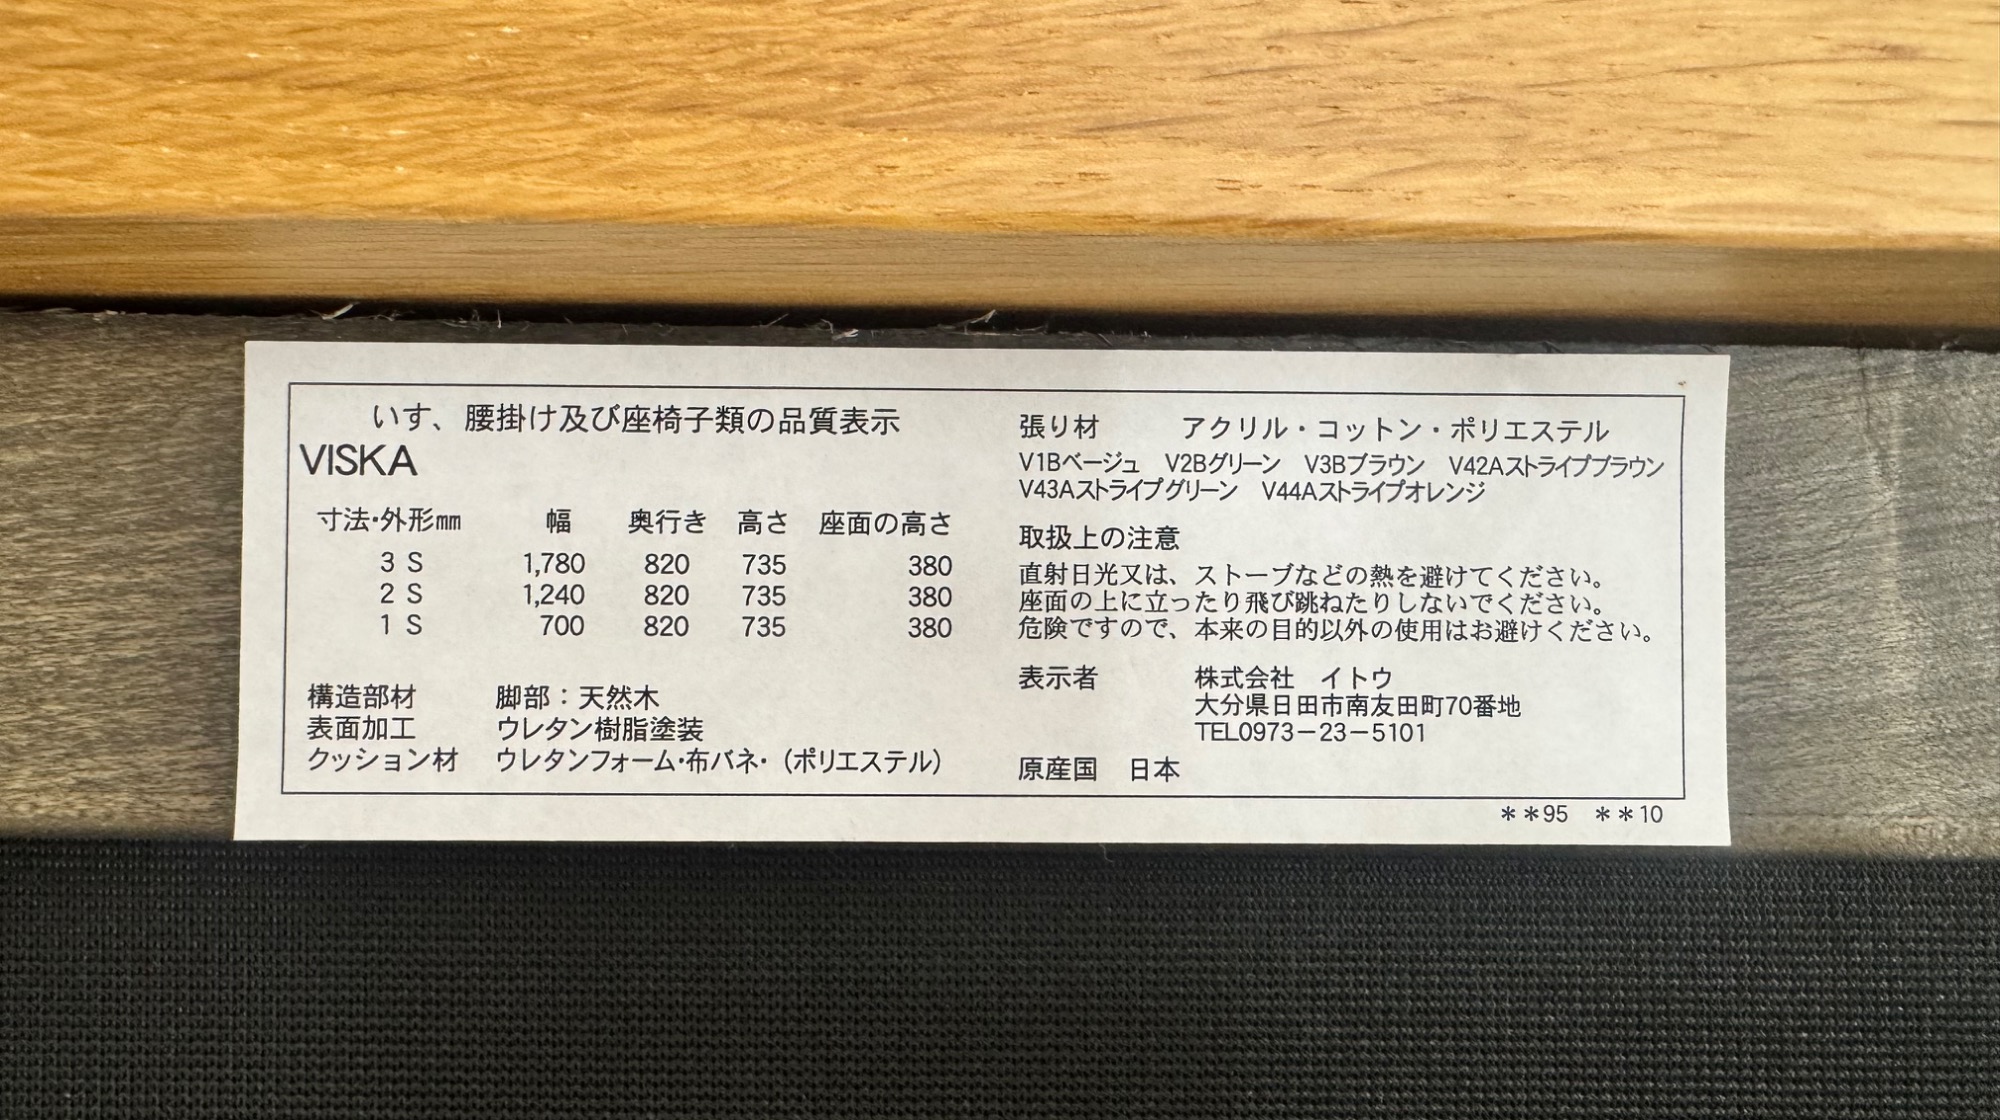 いす、腰掛け及び座椅子類の品質表示
VISKA
寸法・外形㎜ 幅 奥行き 高さ 座面の高さ
3 S 1,780 820 735 380
2 S 1,240 820 735 380
1 S 700 820 735 380
構造部材 脚部：天然木
表面加工 ウレタン樹脂塗装
クッション材 ウレタンフォーム・布バネ・（ポリエステル）
張り材 アクリル・コットン・ポリエステル
V1Bベージュ V2Bグリーン V3Bブラウン V42Aストライプブラウン
V43Aストライプグリーン V44Aストライプオレンジ
取扱上の注意
直射日光又は、ストーブなどの熱を避けてください。
座面の上に立ったり飛び跳ねたりしないでください。
危険ですので、本来の目的以外の使用はお避けください。
表示者 株式会社 イトウ
大分県日田市南友田町70番地
TEL0973－23－5101
原産国 日本
＊＊95 ＊＊10